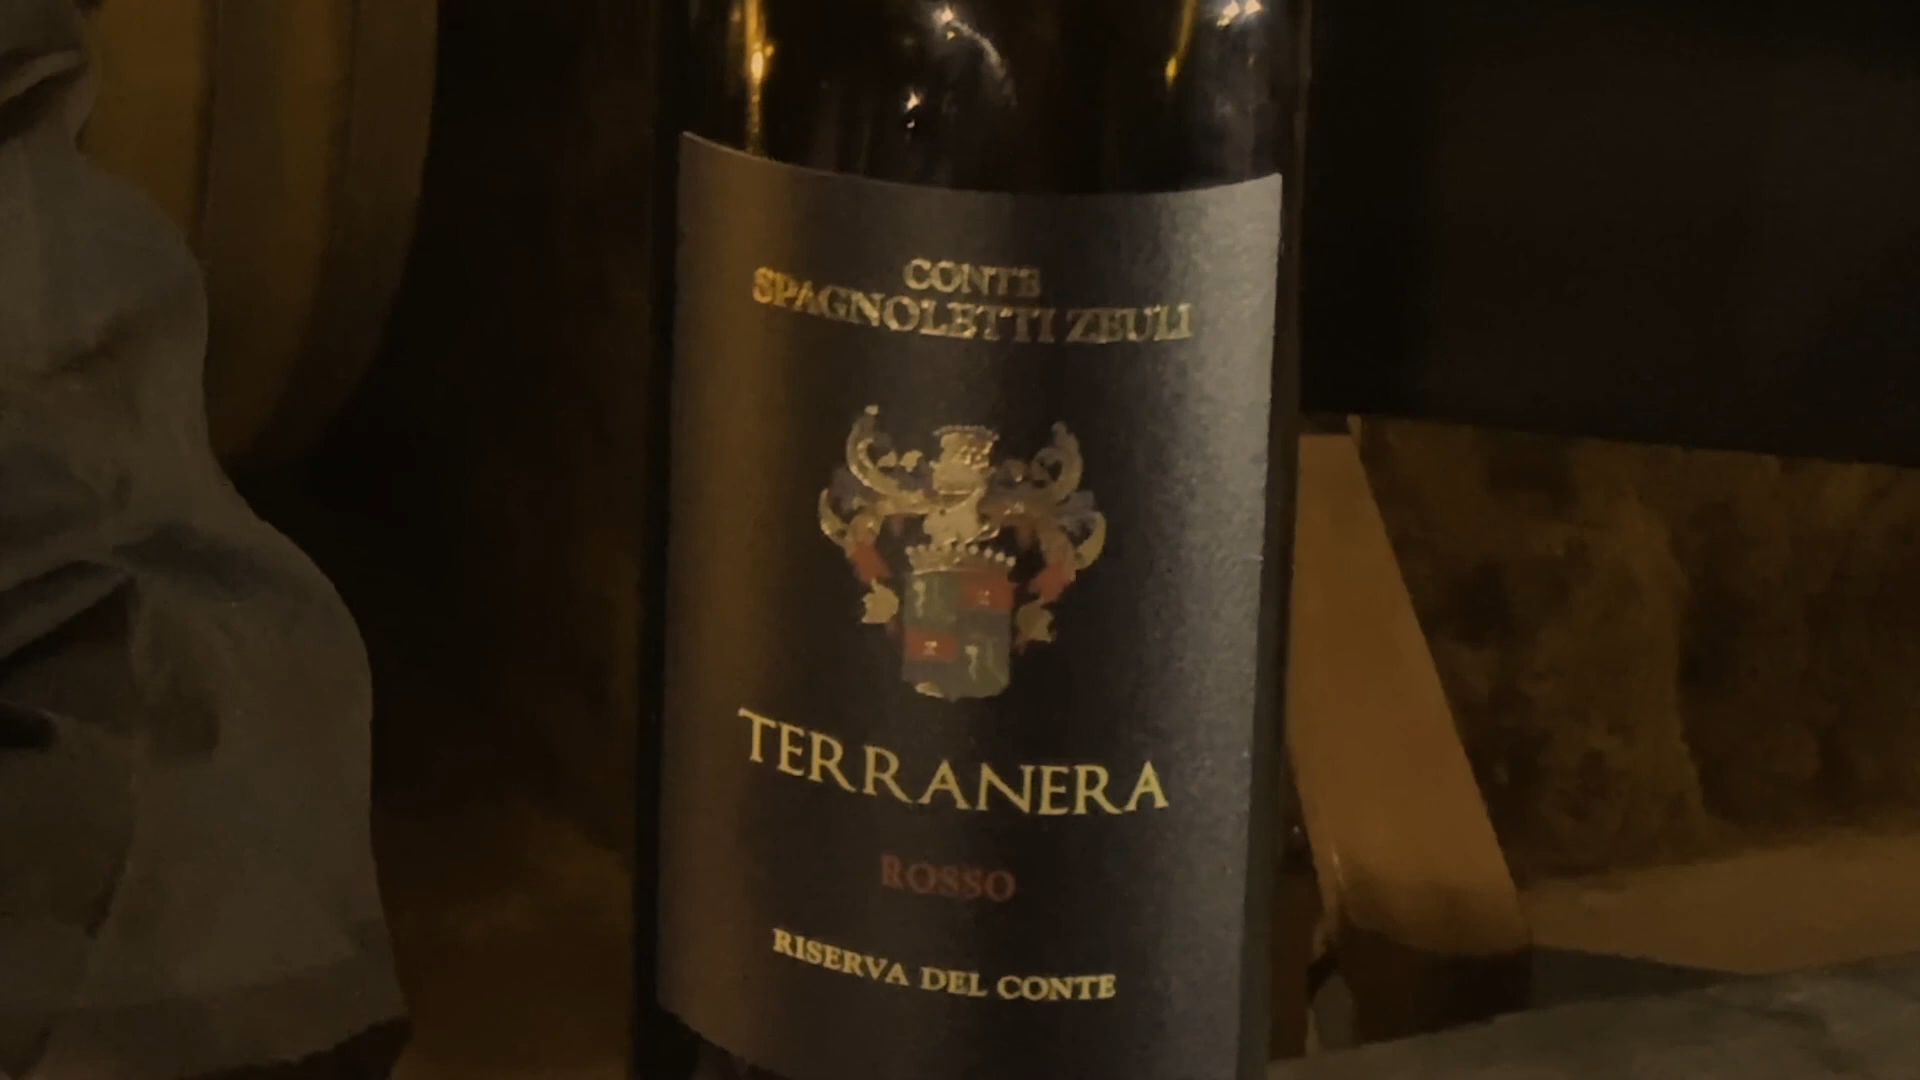 CONTE
SPAGNOLETTI ZEULI
TERRANERA
ROSSO
RISERVA DEL CONTE